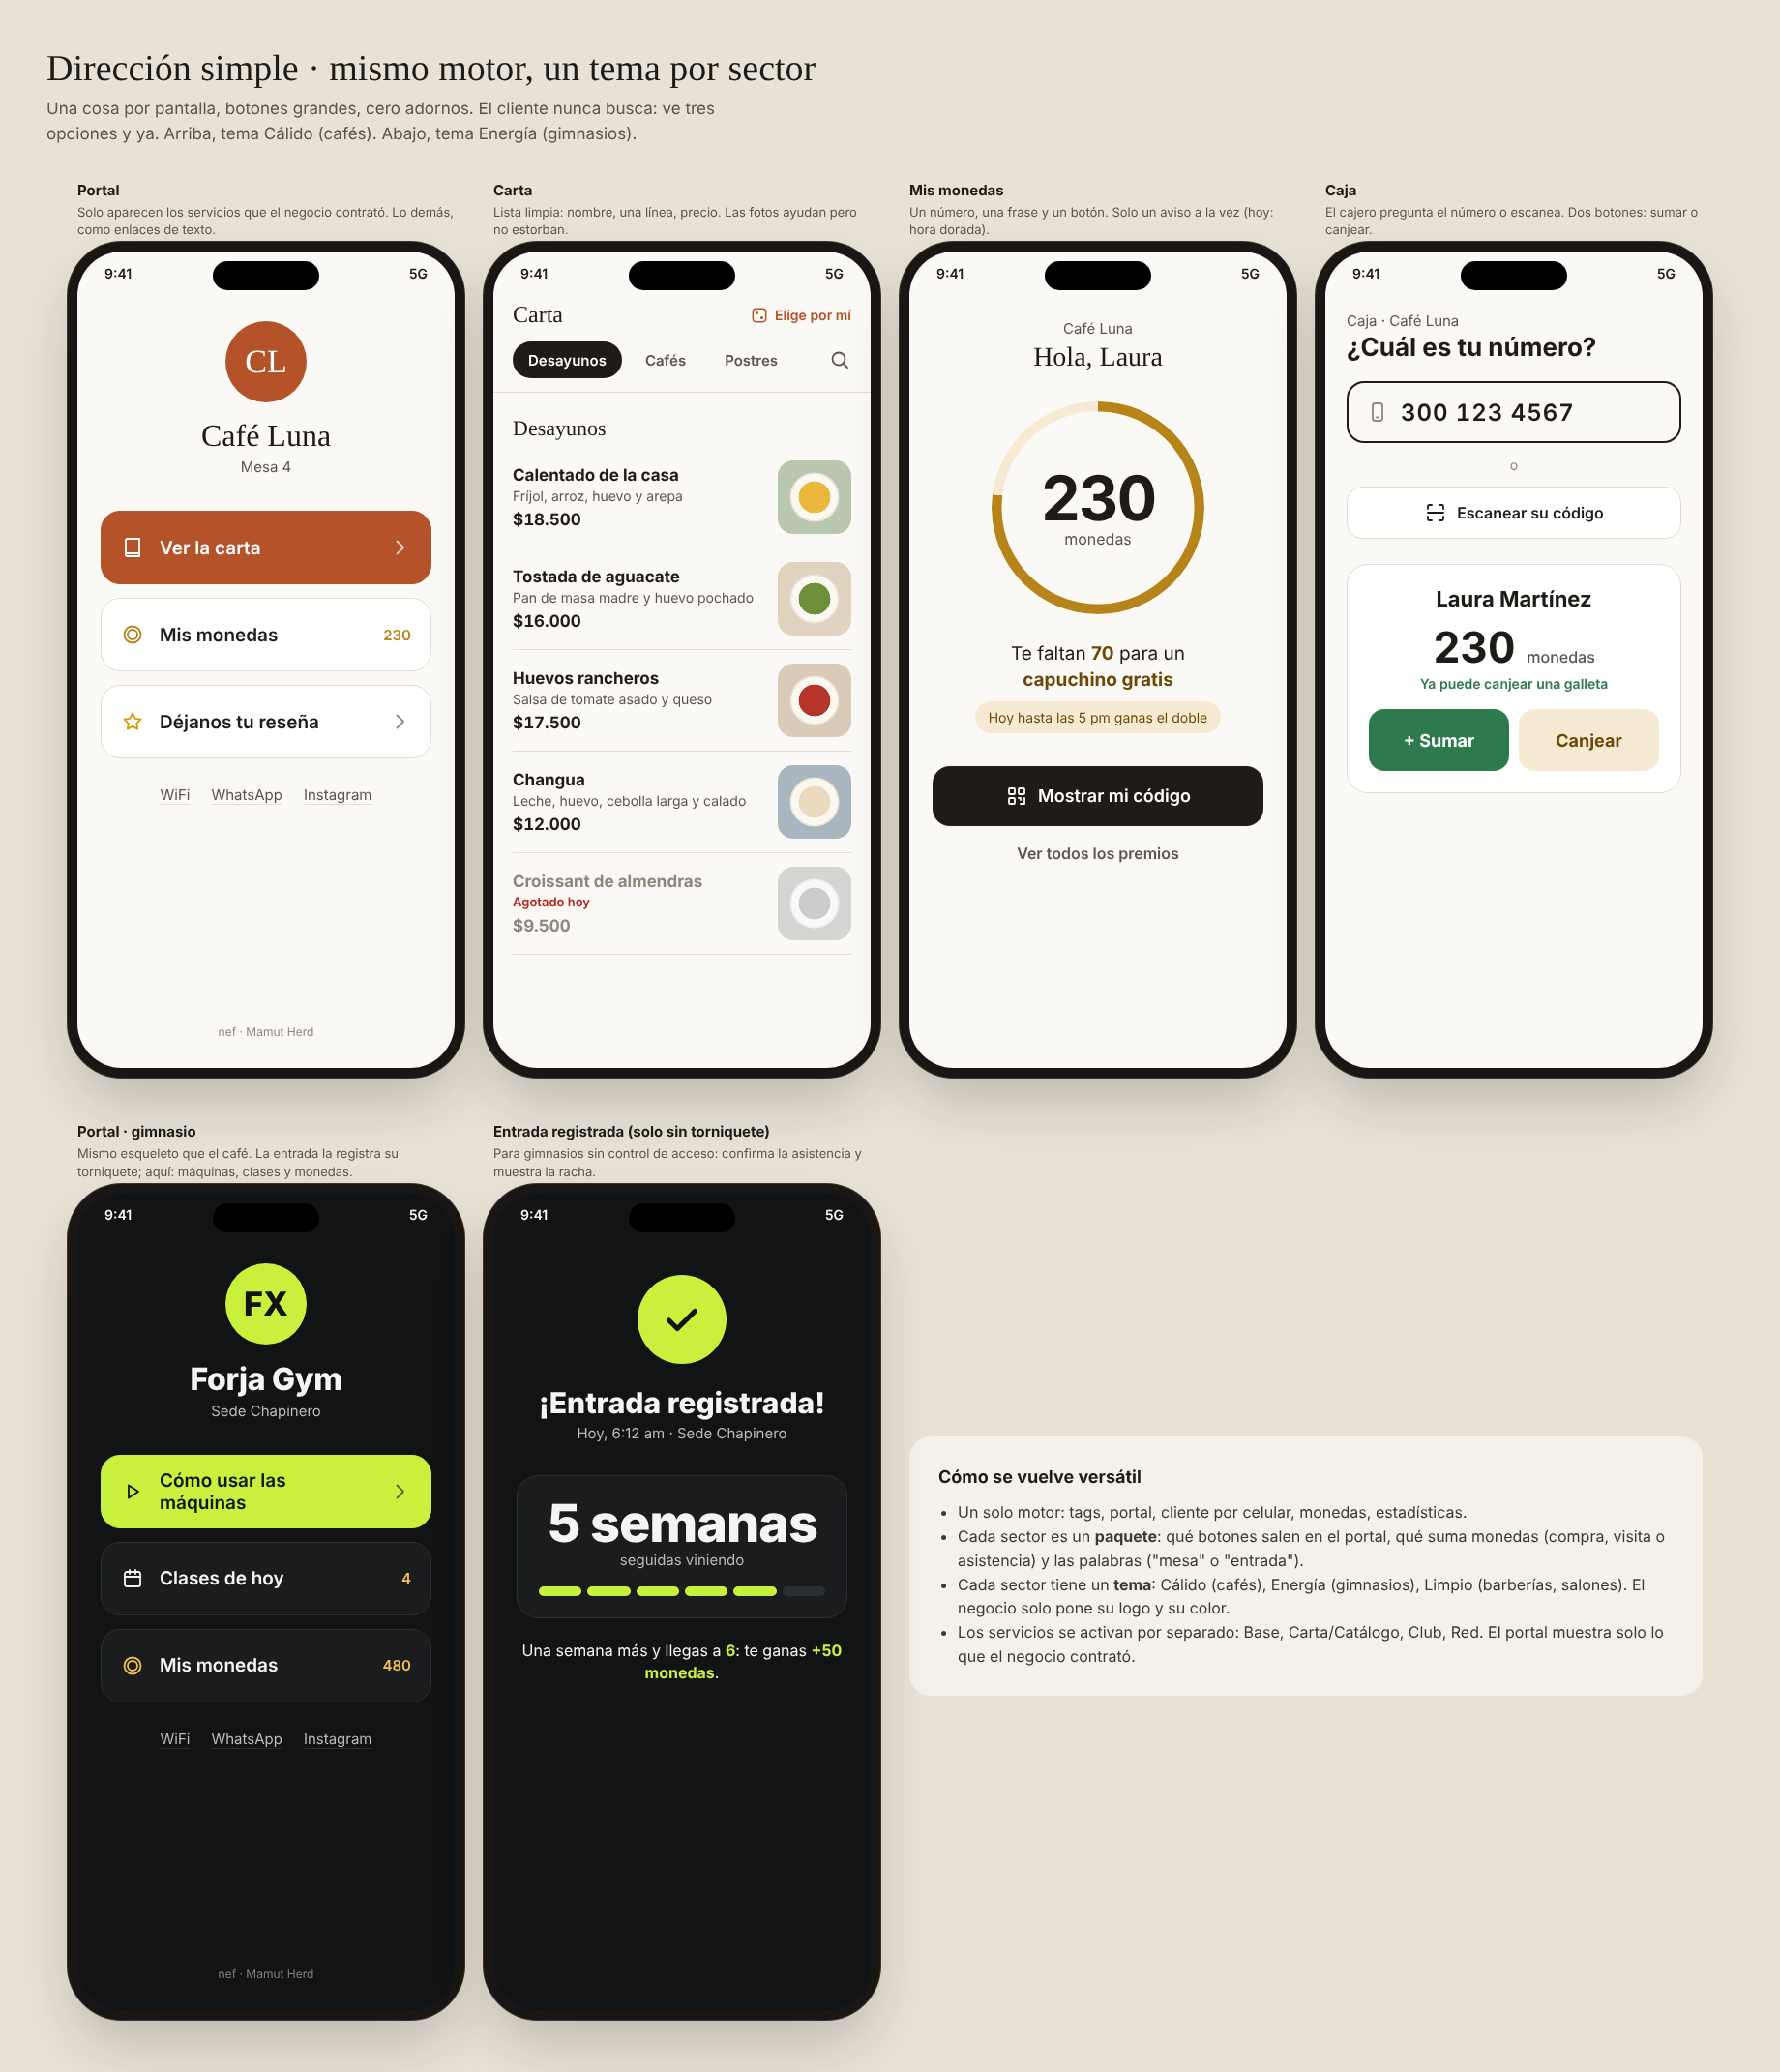 Dirección simple · mismo motor, un tema por sector
Una cosa por pantalla, botones grandes, cero adornos. El cliente nunca busca: ve tres
opciones y ya. Arriba, tema Cálido (cafés). Abajo, tema Energía (gimnasios).
Portal
Solo aparecen los servicios que el negocio contrató. Lo demás,
como enlaces de texto.
9:41
5G
CL
Café Luna
Mesa 4
Ver la carta
Mis monedas
230
Déjanos tu reseña
WiFi WhatsApp Instagram
nef · Mamut Herd
Carta
Lista limpia: nombre, una línea, precio. Las fotos ayudan pero
no estorban.
9:41
5G
Carta
Elige por mí
Desayunos Cafés Postres
Desayunos
Calentado de la casa
Fríjol, arroz, huevo y arepa
$18.500
Tostada de aguacate
Pan de masa madre y huevo pochado
$16.000
Huevos rancheros
Salsa de tomate asado y queso
$17.500
Changua
Leche, huevo, cebolla larga y calado
$12.000
Croissant de almendras
Agotado hoy
$9.500
Mis monedas
Un número, una frase y un botón. Solo un aviso a la vez (hoy:
hora dorada).
9:41
5G
Café Luna
Hola, Laura
230
monedas
Te faltan 70 para un
capuchino gratis
Hoy hasta las 5 pm ganas el doble
Mostrar mi código
Ver todos los premios
Caja
El cajero pregunta el número o escanea. Dos botones: sumar o
canjear.
9:41
5G
Caja · Café Luna
¿Cuál es tu número?
300 123 4567
o
Escanear su código
Laura Martínez
230 monedas
Ya puede canjear una galleta
+ Sumar
Canjear
Portal · gimnasio
Mismo esqueleto que el café. La entrada la registra su
torniquete; aquí: máquinas, clases y monedas.
9:41
5G
FX
Forja Gym
Sede Chapinero
Cómo usar las
máquinas
Clases de hoy
4
Mis monedas
480
WiFi WhatsApp Instagram
nef · Mamut Herd
Entrada registrada (solo sin torniquete)
Para gimnasios sin control de acceso: confirma la asistencia y
muestra la racha.
9:41
5G
¡Entrada registrada!
Hoy, 6:12 am · Sede Chapinero
5 semanas
seguidas viniendo
Una semana más y llegas a 6: te ganas +50
monedas.
Cómo se vuelve versátil
• Un solo motor: tags, portal, cliente por celular, monedas, estadísticas.
• Cada sector es un paquete: qué botones salen en el portal, qué suma monedas (compra, visita o
asistencia) y las palabras ("mesa" o "entrada").
• Cada sector tiene un tema: Cálido (cafés), Energía (gimnasios), Limpio (barberías, salones). El
negocio solo pone su logo y su color.
• Los servicios se activan por separado: Base, Carta/Catálogo, Club, Red. El portal muestra solo lo
que el negocio contrató.